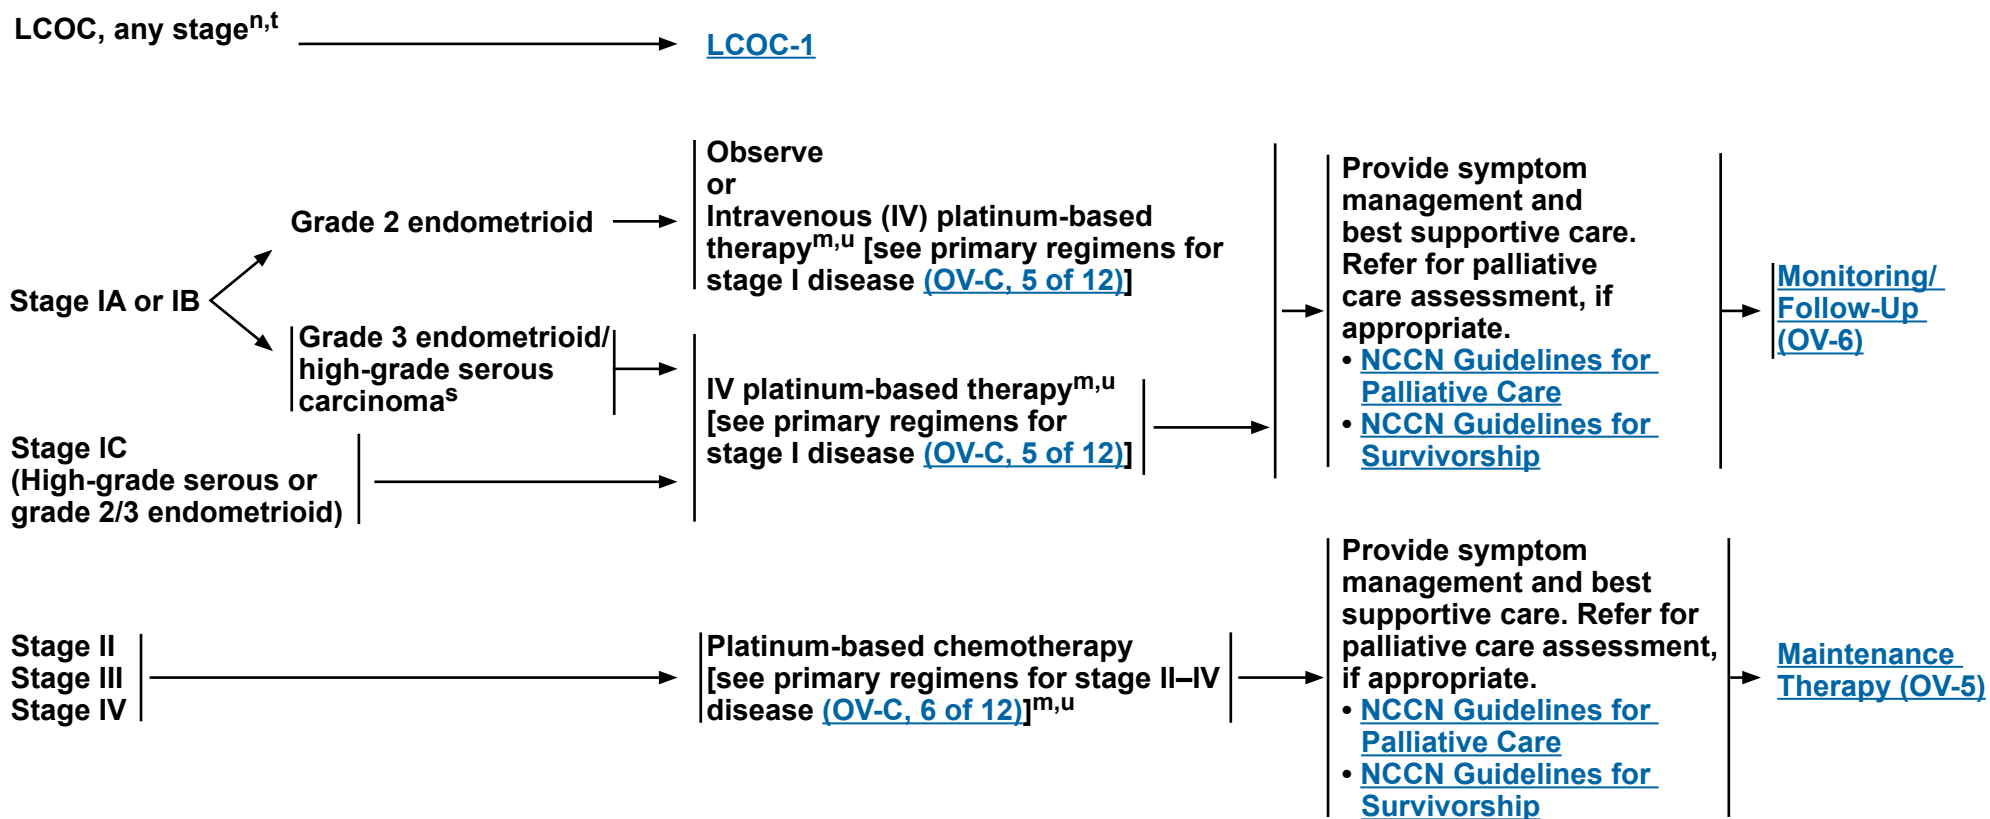 LCOC, any stagen,t
LCOC-1
Stage IA or IB
Grade 2 endometrioid
Observe
or
Intravenous (IV) platinum-based
therapym,u [see primary regimens for
stage I disease (OV-C, 5 of 12)]
Grade 3 endometrioid/
high-grade serous
carcinomas
Stage IC
(High-grade serous or
grade 2/3 endometrioid)
IV platinum-based therapym,u
[see primary regimens for
stage I disease (OV-C, 5 of 12)]
Provide symptom
management and
best supportive care.
Refer for palliative
care assessment, if
appropriate.
• NCCN Guidelines for
Palliative Care
• NCCN Guidelines for
Survivorship
Monitoring/
Follow-Up
(OV-6)
Stage II
Stage III
Stage IV
Platinum-based chemotherapy
[see primary regimens for stage II–IV
disease (OV-C, 6 of 12)]m,u
Provide symptom
management and best
supportive care. Refer for
palliative care assessment,
if appropriate.
• NCCN Guidelines for
Palliative Care
• NCCN Guidelines for
Survivorship
Maintenance
Therapy (OV-5)